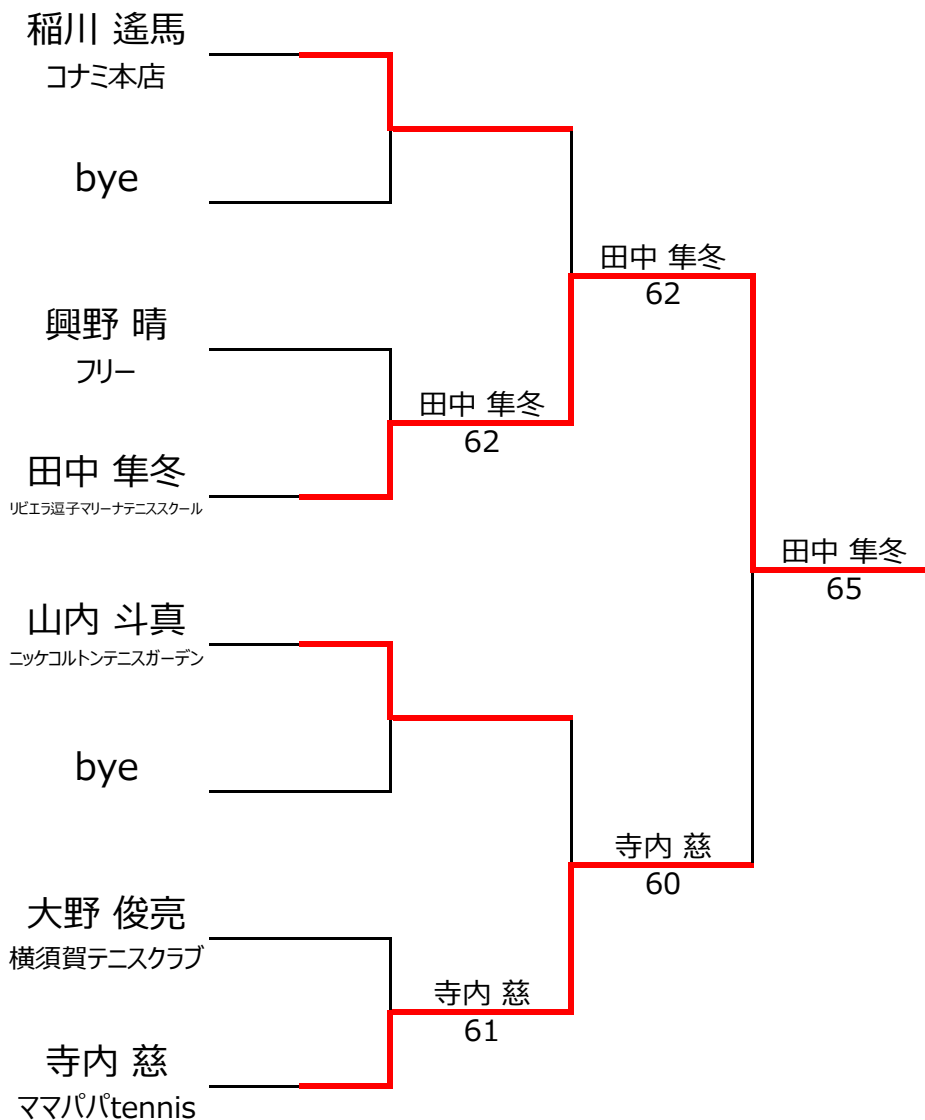 稲川 遙馬
コナミ本店
bye
興野 晴
フリー
田中 隼冬
リビエラ逗子マリーナテニススクール
山内 斗真
ニッケコルトンテニスガーデン
bye
大野 俊亮
横須賀テニスクラブ
寺内 慈
ママパパtennis
田中 隼冬
62
寺内 慈
61
田中 隼冬
62
寺内 慈
60
田中 隼冬
65